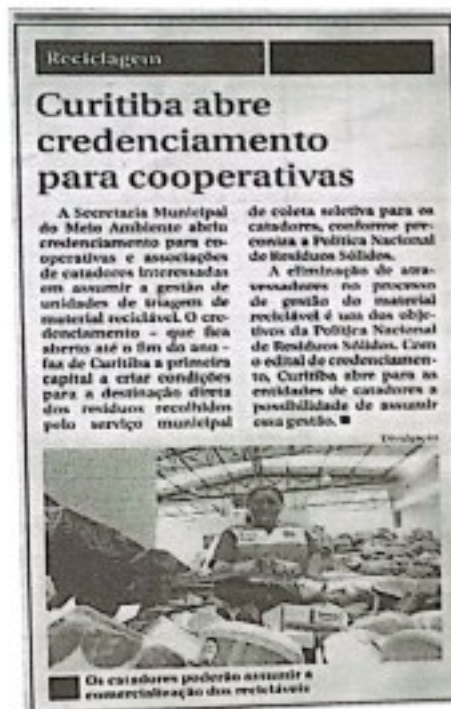 Reciclagem
Curitiba abre
credenciamento
para cooperativas
A Secretaria Municipal
do Meio Ambiente abriu
credenciamento para co-
operativas e associações
de catadores interessadas
em assumir a gestão de
unidades de triagem de
material reciclável. O cre-
denciamento - que fica
aberto até o fim do ano -
faz de Curitiba a primeira
capital a criar condições
para a destinação direta
dos resíduos recolhidos
pelo serviço municipal
de coleta seletiva para os
catadores, conforme pre-
coniza a Política Nacional
de Resíduos Sólidos.
A eliminação de atra-
vessadores no processo
de gestão do material
reciclável é um dos obje-
tivos da Política Nacional
de Resíduos Sólidos. Com
o edital de credenciamen-
to, Curitiba abre para as
entidades de catadores a
possibilidade de assumir
essa gestão. ■
Divulgação
Os catadores poderão assumir a
comercialização dos recicláveis